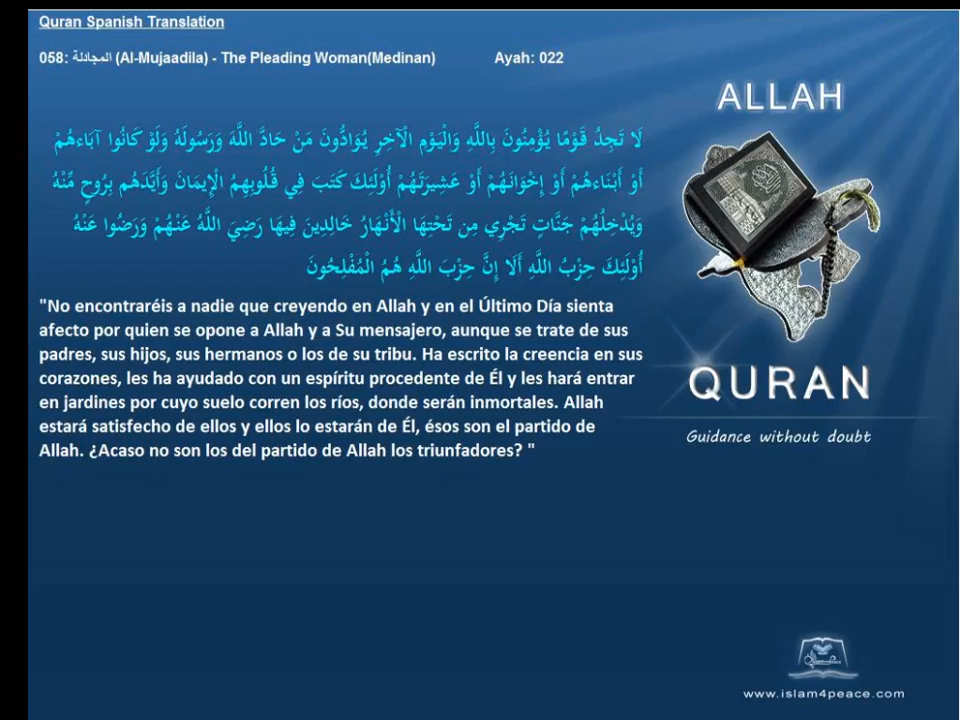 Quran Spanish Translation
058: المجادلة (Al-Mujaadila) - The Pleading Woman(Medinan) Ayah: 022
ALLAH
لَا تَجِدُ قَوْمًا يُؤْمِنُونَ بِاللَّهِ وَالْيَوْمِ الْآخِرِ يُوَادُّونَ مَنْ حَادَّ اللَّهَ وَرَسُولَهُ وَلَوْ كَانُوا آبَاءهُمْ
أَوْ أَبْنَاءهُمْ أَوْ إِخْوَانَهُمْ أَوْ عَشِيرَتَهُمْ أُوْلَئِكَ كَتَبَ فِي قُلُوبِهِمُ الْإِيمَانَ وَأَيَّدَهُم بِرُوحٍ مِّنْهُ
وَيُدْخِلُهُمْ جَنَّاتٍ تَجْرِي مِن تَحْتِهَا الْأَنْهَارُ خَالِدِينَ فِيهَا رَضِيَ اللَّهُ عَنْهُمْ وَرَضُوا عَنْهُ
أُوْلَئِكَ حِزْبُ اللَّهِ أَلَا إِنَّ حِزْبَ اللَّهِ هُمُ الْمُفْلِحُونَ
"No encontraréis a nadie que creyendo en Allah y en el Último Día sienta
afecto por quien se opone a Allah y a Su mensajero, aunque se trate de sus
padres, sus hijos, sus hermanos o los de su tribu. Ha escrito la creencia en sus
corazones, les ha ayudado con un espíritu procedente de Él y les hará entrar
en jardines por cuyo suelo corren los ríos, donde serán inmortales. Allah
estará satisfecho de ellos y ellos lo estarán de Él, ésos son el partido de
Allah. ¿Acaso no son los del partido de Allah los triunfadores? "
QURAN
Guidance without doubt
www.islam4peace.com